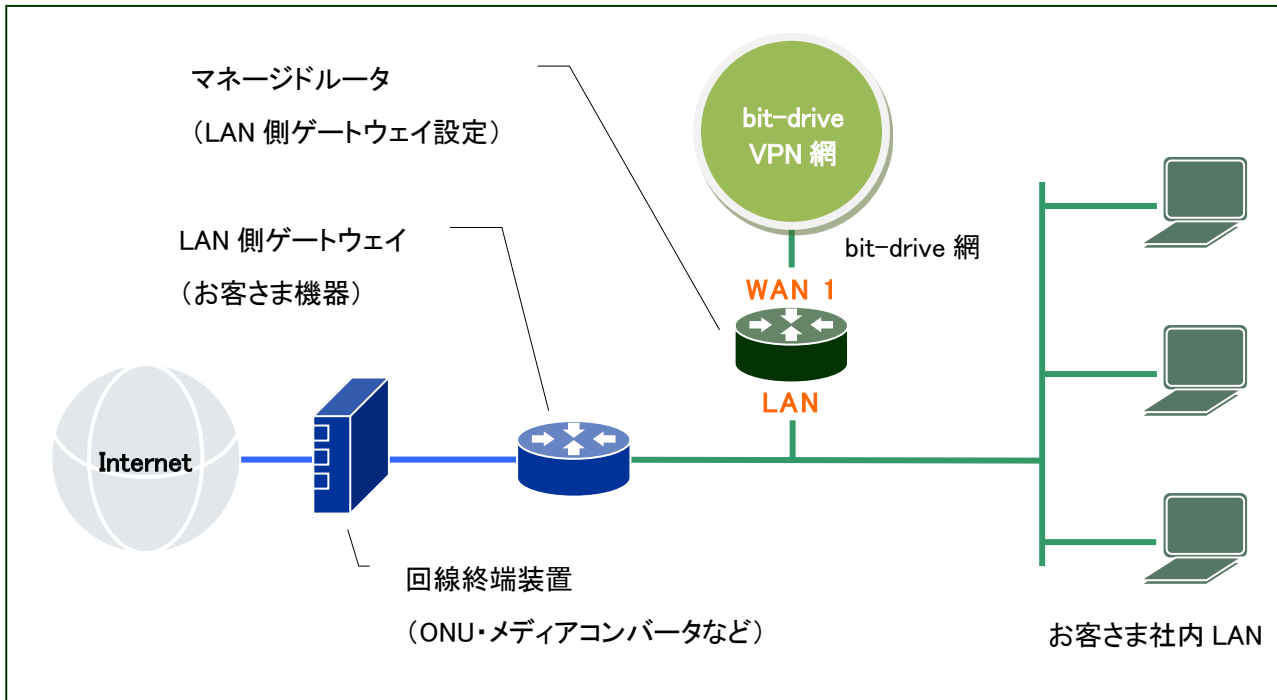 マネージドルータ
（LAN 側ゲートウェイ設定）
bit-drive
VPN 網
LAN 側ゲートウェイ
（お客さま機器）
bit-drive 網
WAN 1
LAN
Internet
回線終端装置
（ONU・メディアコンバータなど）
お客さま社内 LAN